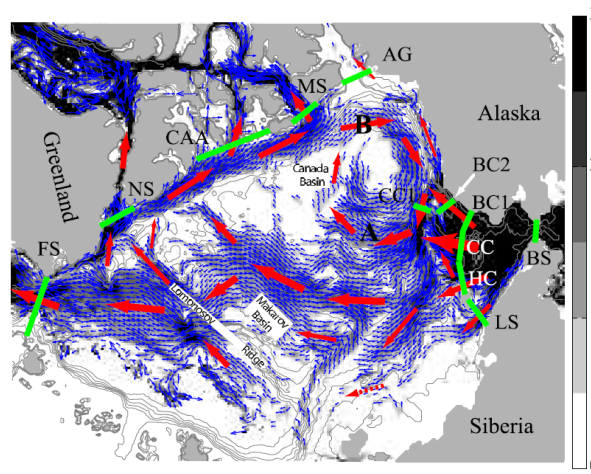 AG
MS
Alaska
B
CAA
Greenland
BC2
Canada
Basin
NS
CC1
BC1
A
FS
CC
BS
HC
Lomonosov
Ridge
Makarov
Basin
LS
Siberia